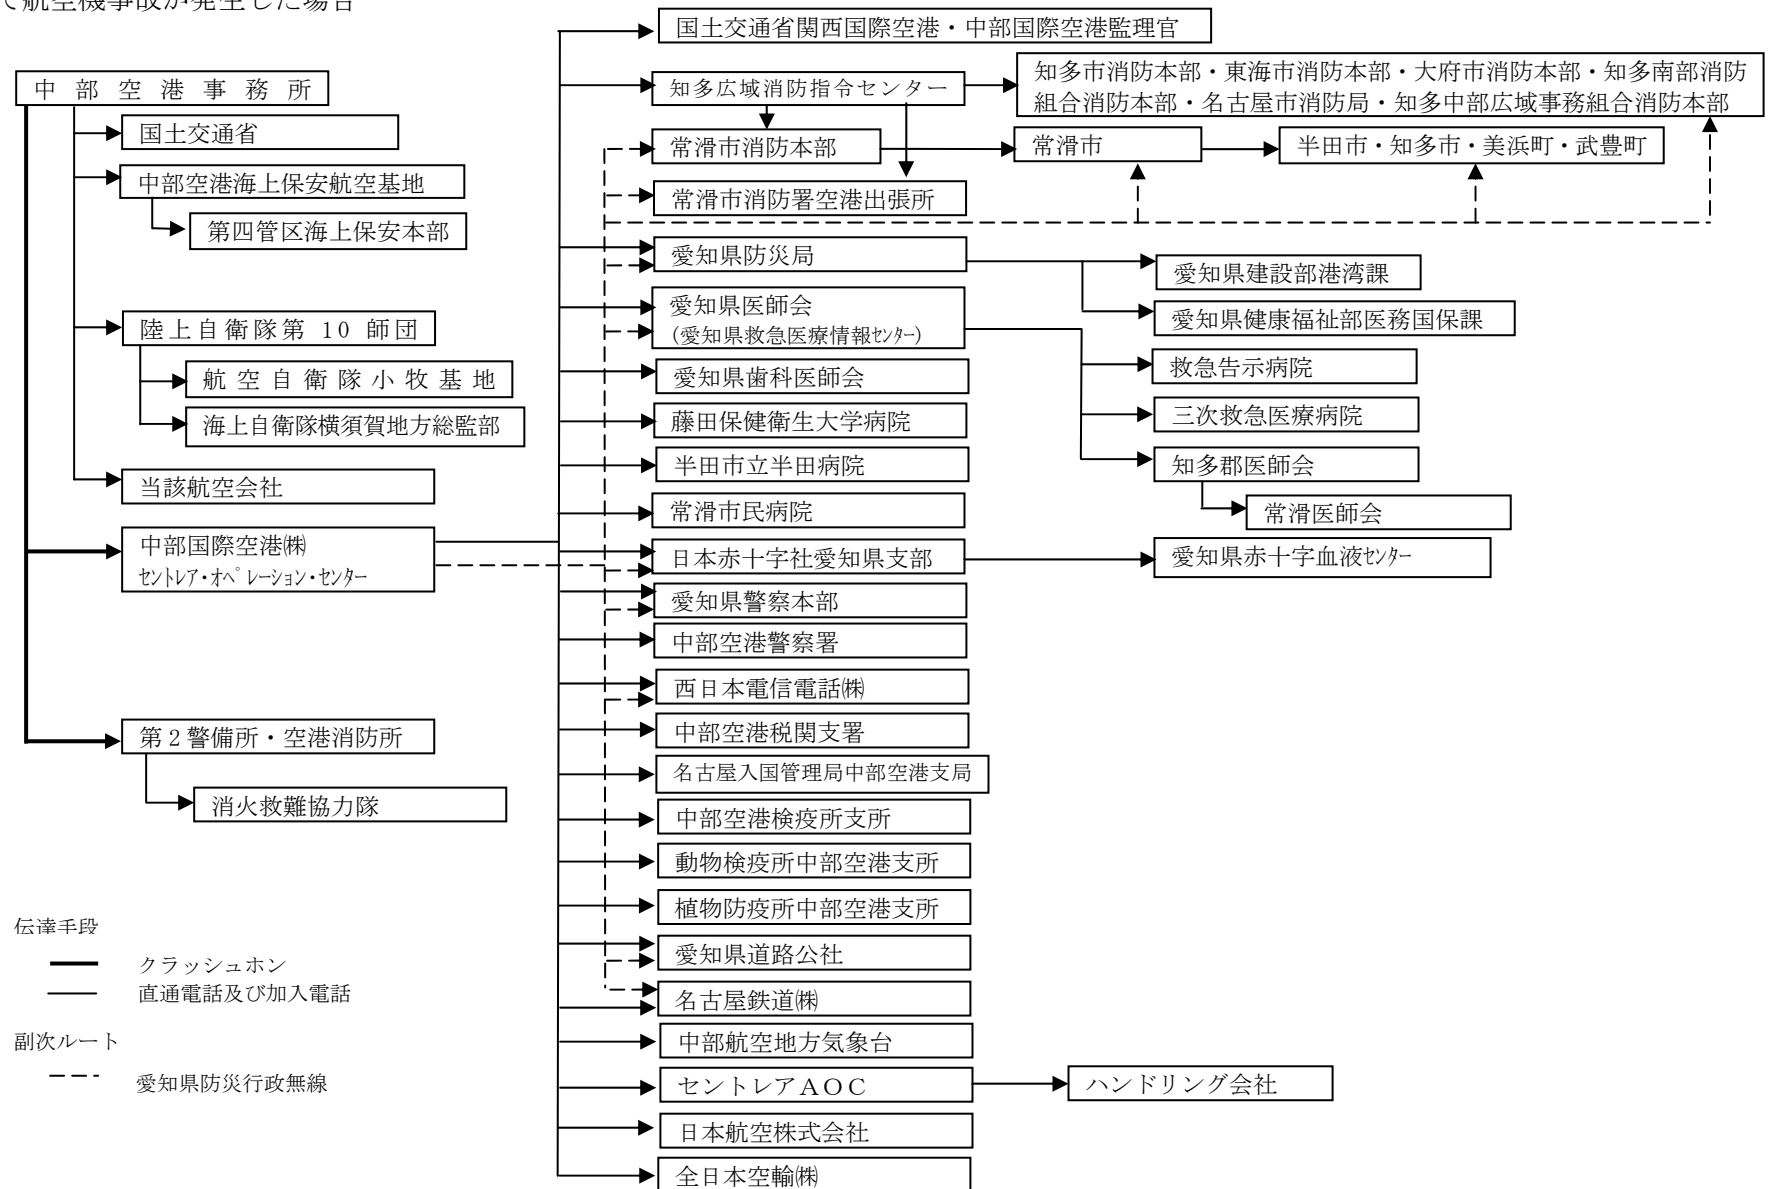 で航空機事故が発生した場合
中部空港事務所
国土交通省
中部空港海上保安航空基地
第四管区海上保安本部
陸上自衛隊第 10 師団
航空自衛隊小牧基地
海上自衛隊横須賀地方総監部
当該航空会社
中部国際空港㈱
セントレア・オペレーション・センター
第2警備所・空港消防所
消火救難協力隊
伝達手段
クラッシュホン
直通電話及び加入電話
副次ルート
愛知県防災行政無線
国土交通省関西国際空港・中部国際空港監理官
知多広域消防指令センター
知多市消防本部・東海市消防本部・大府市消防本部・知多南部消防
組合消防本部・名古屋市消防局・知多中部広域事務組合消防本部
常滑市消防本部
常滑市
半田市・知多市・美浜町・武豊町
常滑市消防署空港出張所
愛知県防災局
愛知県建設部港湾課
愛知県健康福祉部医務国保課
愛知県医師会
(愛知県救急医療情報センター)
救急告示病院
三次救急医療病院
知多郡医師会
常滑医師会
愛知県歯科医師会
藤田保健衛生大学病院
半田市立半田病院
常滑市民病院
日本赤十字社愛知県支部
愛知県赤十字血液センター
愛知県警察本部
中部空港警察署
西日本電信電話㈱
中部空港税関支署
名古屋入国管理局中部空港支局
中部空港検疫所支所
動物検疫所中部空港支所
植物防疫所中部空港支所
愛知県道路公社
名古屋鉄道㈱
中部航空地方気象台
セントレアAOC
ハンドリング会社
日本航空株式会社
全日本空輸㈱